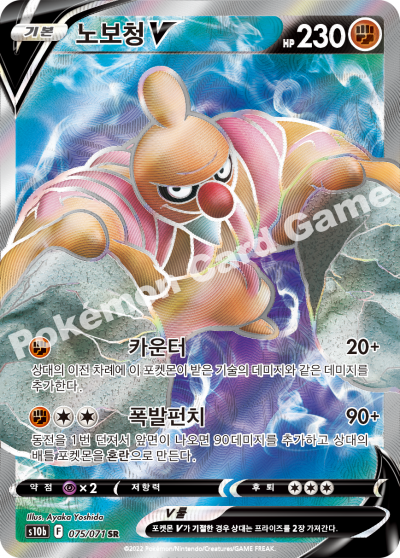 기본 노보청 V HP 230
Pokémon Card Game
카운터 20+
상대의 이전 차례에 이 포켓몬이 받은 기술의 데미지와 같은 데미지를
추가한다.
폭발펀치 90+
동전을 1번 던져서 앞면이 나오면 90데미지를 추가하고 상대의
배틀 포켓몬을 혼란으로 만든다.
약점 ×2 저항력 후퇴
Illus. Ayaka Yoshida
s10b F 075/071 SR
V룰
포켓몬 V가 기절한 경우 상대는 프라이즈를 2장 가져간다.
©2022 Pokémon/Nintendo/Creatures/GAME FREAK.